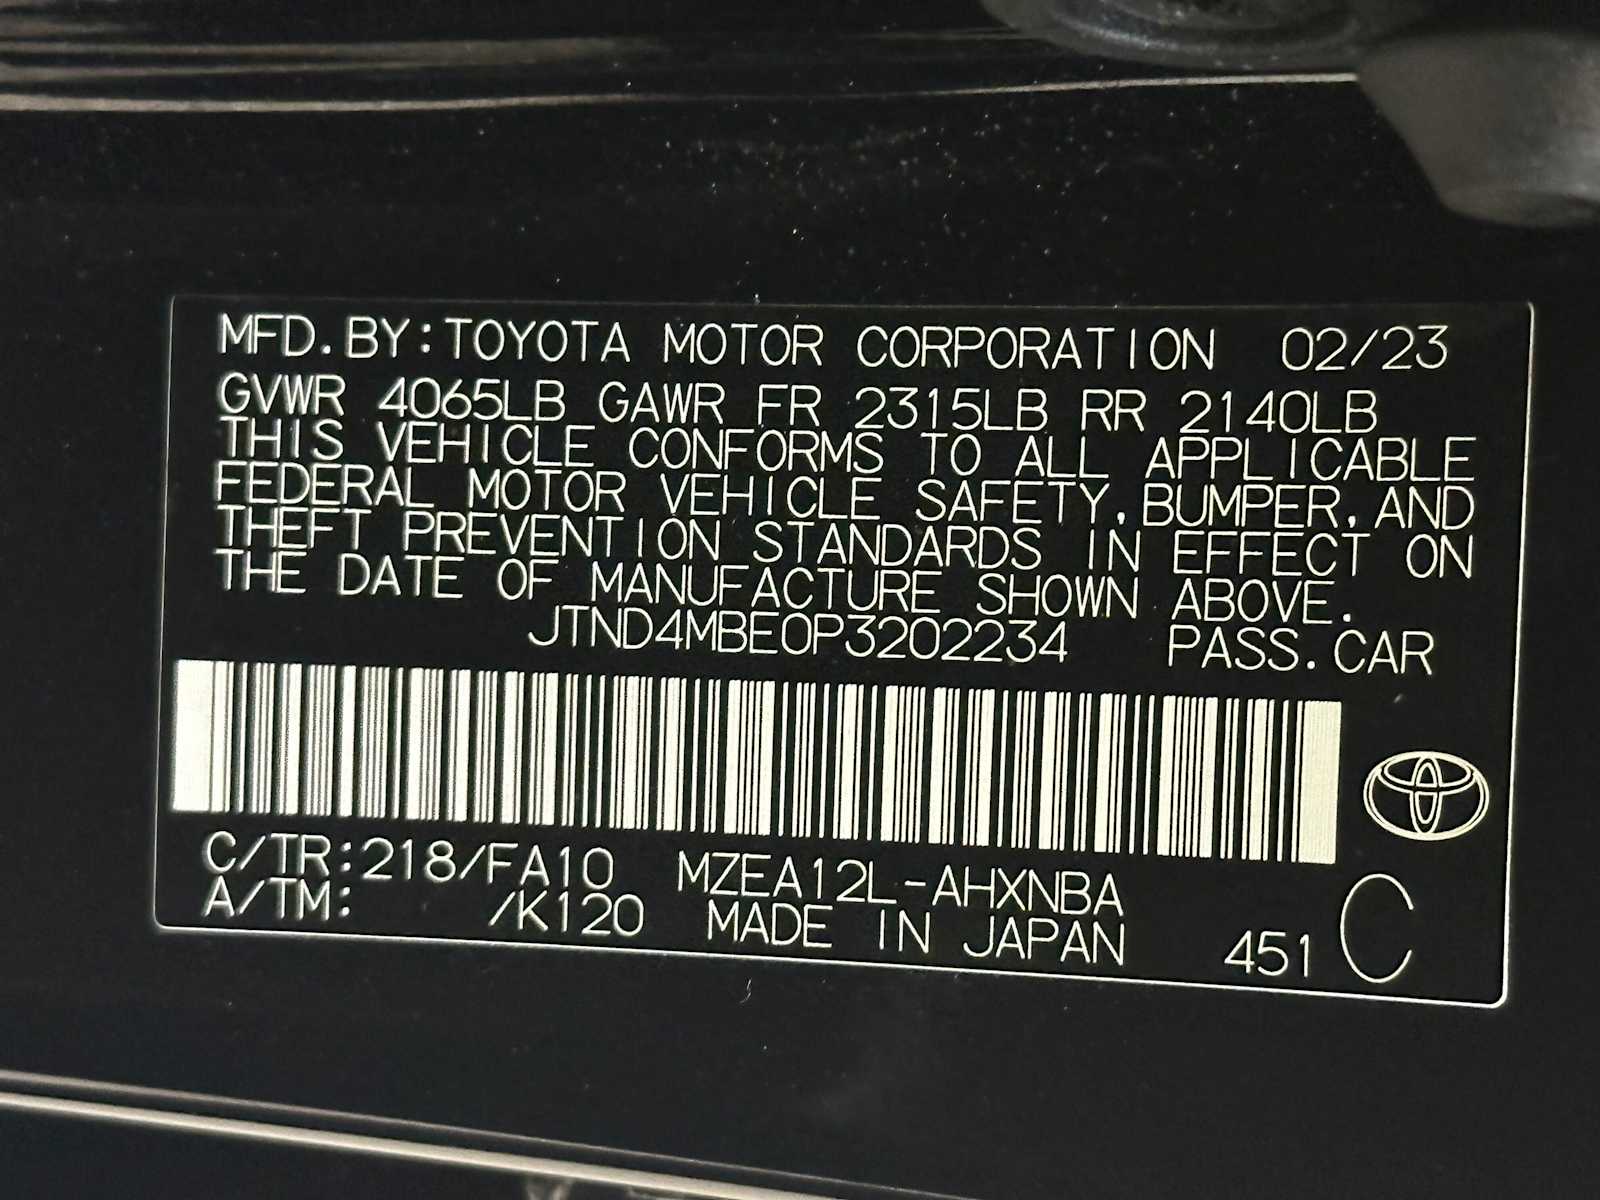 MFD.BY:TOYOTA MOTOR CORPORATION 02/23
GVWR 4065LB GAWR FR 2315LB RR 2140LB
THIS VEHICLE CONFORMS TO ALL APPLICABLE
FEDERAL MOTOR VEHICLE SAFETY,BUMPER,AND
THEFT PREVENTION STANDARDS IN EFFECT ON
THE DATE OF MANUFACTURE SHOWN ABOVE.
JTND4MBE0P3202234 PASS.CAR
C/TR:218/FA10 MZEA12L-AHXNBA
A/TM: /K120 MADE IN JAPAN 451 C